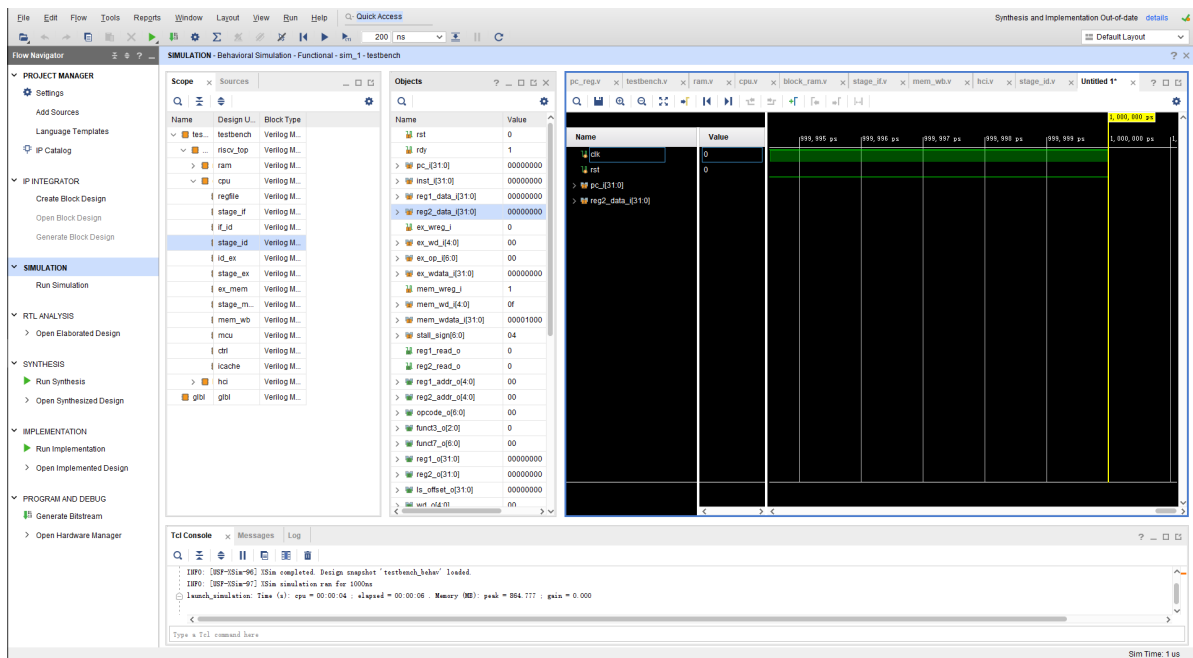 File Edit Flow Tools Reports Window Layout View Run Help Quick Access
Synthesis and Implementation Out-of-date details
200 ns
Default Layout
Flow Navigator
SIMULATION - Behavioral Simulation - Functional - sim_1 - testbench
PROJECT MANAGER
Settings
Add Sources
Language Templates
IP Catalog
IP INTEGRATOR
Create Block Design
Open Block Design
Generate Block Design
SIMULATION
Run Simulation
RTL ANALYSIS
Open Elaborated Design
SYNTHESIS
Run Synthesis
Open Synthesized Design
IMPLEMENTATION
Run Implementation
Open Implemented Design
PROGRAM AND DEBUG
Generate Bitstream
Open Hardware Manager
Scope Sources
Name Design U... Block Type
tes... testbench Verilog M...
... riscv_top Verilog M...
ram Verilog M...
cpu Verilog M...
regfile Verilog M...
stage_if Verilog M...
if_id Verilog M...
stage_id Verilog M...
id_ex Verilog M...
stage_ex Verilog M...
ex_mem Verilog M...
stage_m... Verilog M...
mem_wb Verilog M...
mcu Verilog M...
ctrl Verilog M...
icache Verilog M...
hci Verilog M...
glbl glbl Verilog M...
Objects
Name Value
rst 0
rdy 1
pc_i[31:0] 00000000
inst_i[31:0] 00000000
reg1_data_i[31:0] 00000000
reg2_data_i[31:0] 00000000
ex_wreg_i 0
ex_wd_i[4:0] 00
ex_op_i[6:0] 00
ex_wdata_i[31:0] 00000000
mem_wreg_i 1
mem_wd_i[4:0] 0f
mem_wdata_i[31:0] 00001000
stall_sign[6:0] 04
reg1_read_o 0
reg2_read_o 0
reg1_addr_o[4:0] 00
reg2_addr_o[4:0] 00
opcode_o[6:0] 00
funct3_o[2:0] 0
funct7_o[6:0] 00
reg1_o[31:0] 00000000
reg2_o[31:0] 00000000
ls_offset_o[31:0] 00000000
wd_o[4:0] 00
pc_reg.v testbench.v ram.v cpu.v block_ram.v stage_if.v mem_wb.v hci.v stage_id.v Untitled 1*
1,000,000 ps
Name Value
999,995 ps 999,996 ps 999,997 ps 999,998 ps 999,999 ps 1,000,000 ps 1,
clk 0
rst 0
pc_i[31:0]
reg2_data_i[31:0]
Tcl Console Messages Log
INFO: [USF-XSim-96] XSim completed. Design snapshot 'testbench_behav' loaded.
INFO: [USF-XSim-97] XSim simulation ran for 1000ns
launch_simulation: Time (s): cpu = 00:00:04 ; elapsed = 00:00:06 . Memory (MB): peak = 864.777 ; gain = 0.000
Type a Tcl command here
Sim Time: 1 us